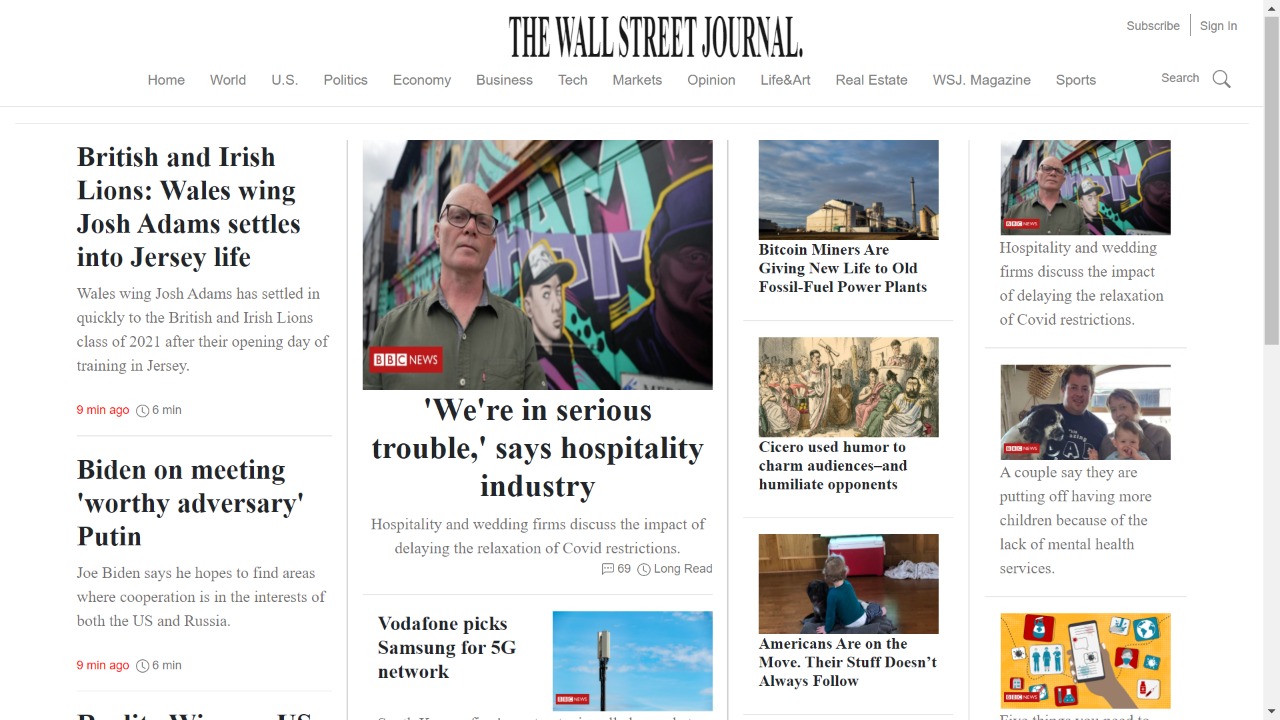 THE WALL STREET JOURNAL.
Subscribe
Sign In
Home World U.S. Politics Economy Business Tech Markets Opinion Life&Art Real Estate WSJ. Magazine Sports
Search
British and Irish
Lions: Wales wing
Josh Adams settles
into Jersey life
Wales wing Josh Adams has settled in
quickly to the British and Irish Lions
class of 2021 after their opening day of
training in Jersey.
9 min ago 6 min
Biden on meeting
'worthy adversary'
Putin
Joe Biden says he hopes to find areas
where cooperation is in the interests of
both the US and Russia.
9 min ago 6 min
BBC NEWS
'We're in serious
trouble,' says hospitality
industry
Hospitality and wedding firms discuss the impact of
delaying the relaxation of Covid restrictions.
69 Long Read
Vodafone picks
Samsung for 5G
network
BBC NEWS
Bitcoin Miners Are
Giving New Life to Old
Fossil-Fuel Power Plants
Cicero used humor to
charm audiences–and
humiliate opponents
Americans Are on the
Move. Their Stuff Doesn't
Always Follow
BBC NEWS
Hospitality and wedding
firms discuss the impact
of delaying the relaxation
of Covid restrictions.
BBC NEWS
A couple say they are
putting off having more
children because of the
lack of mental health
services.
BBC NEWS
Five things you need to